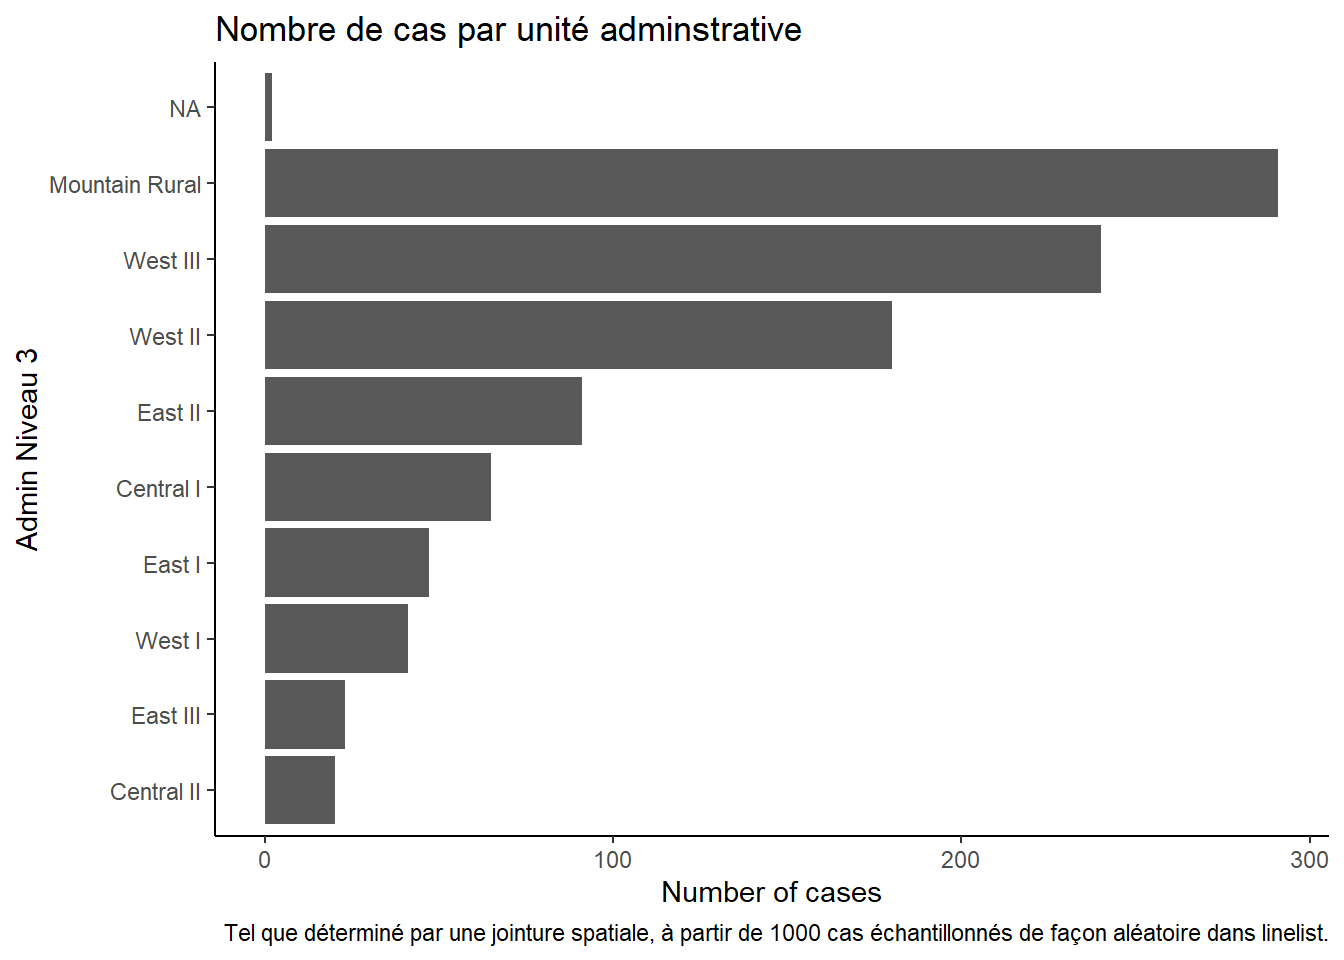 Nombre de cas par unité adminstrative
NA
Mountain Rural
West III
West II
East II
Central I
East I
West I
East III
Central II
Admin Niveau 3
0 100 200 300
Number of cases
Tel que déterminé par une jointure spatiale, à partir de 1000 cas échantillonnés de façon aléatoire dans linelist.